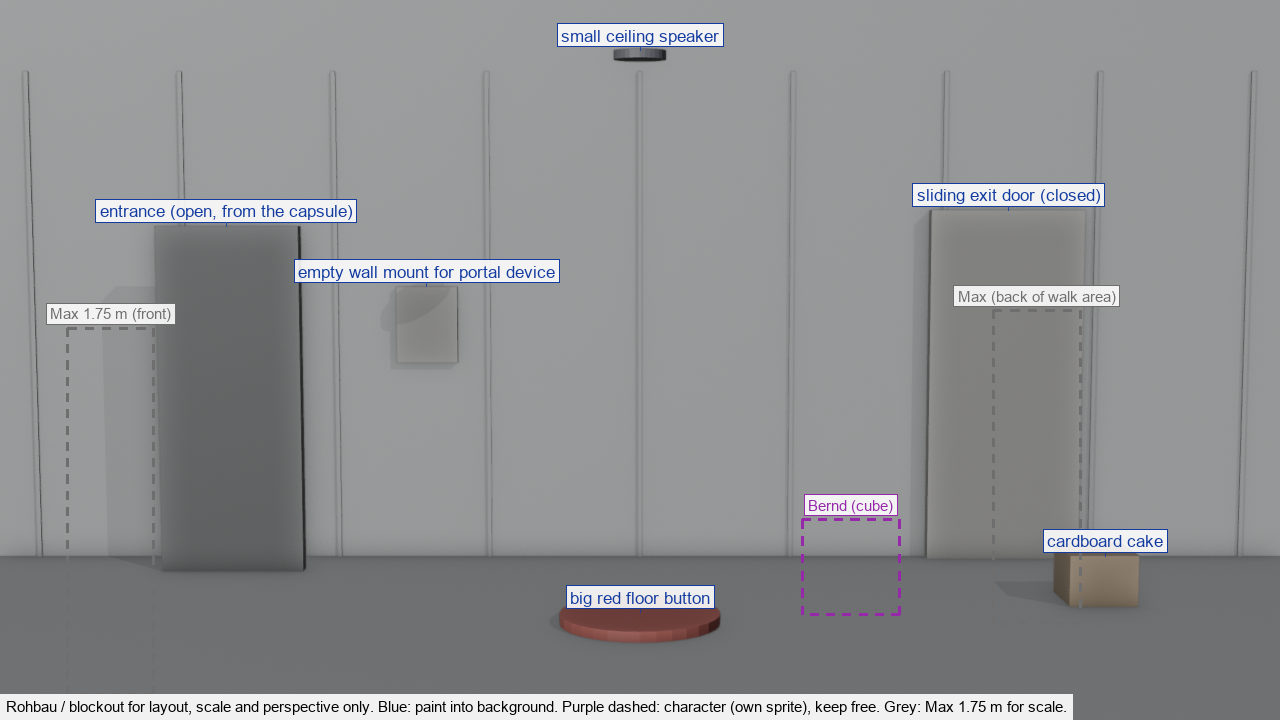 small ceiling speaker
sliding exit door (closed)
entrance (open, from the capsule)
empty wall mount for portal device
Max (back of walk area)
Max 1.75 m (front)
Bernd (cube)
cardboard cake
big red floor button
Rohbau / blockout for layout, scale and perspective only. Blue: paint into background. Purple dashed: character (own sprite), keep free. Grey: Max 1.75 m for scale.